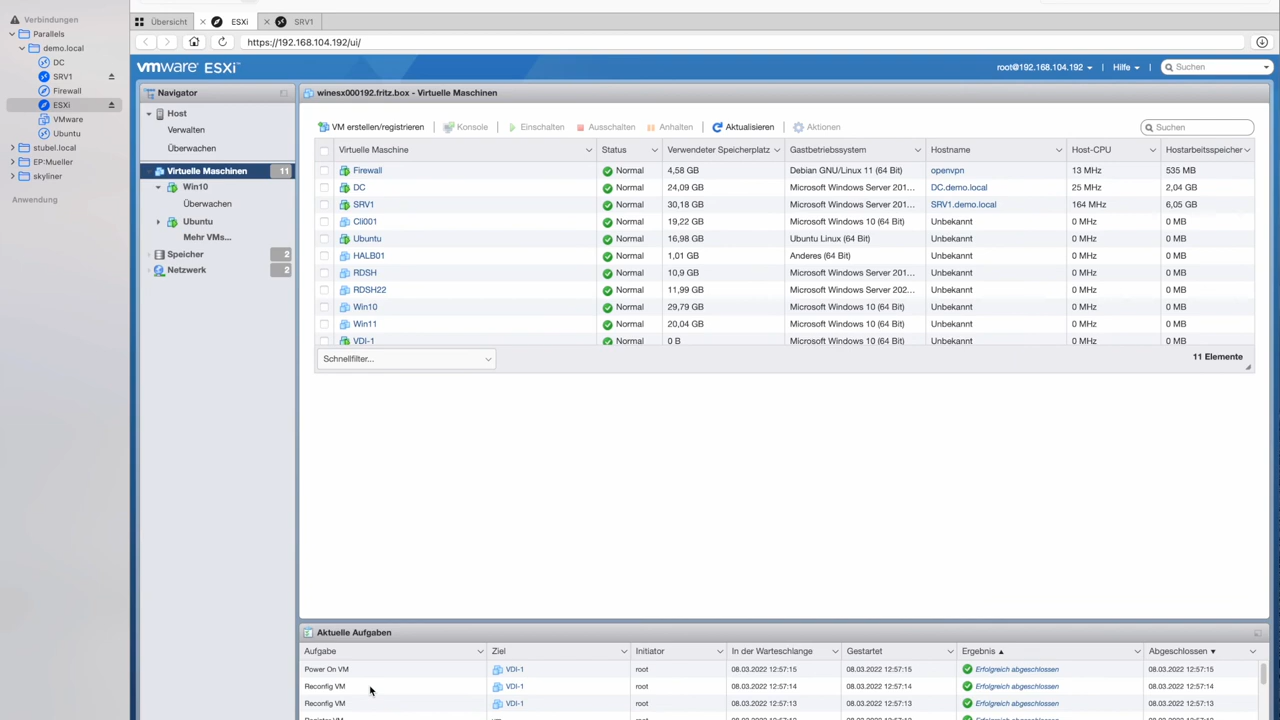 Verbindungen
Parallels
demo.local
DC
SRV1
Firewall
ESXi
VMware
Ubuntu
stubel.local
EP:Mueller
skyliner
Anwendung
Übersicht ESXi SRV1
https://192.168.104.192/ui/
vmware ESXi™ root@192.168.104.192 Hilfe Suchen
Navigator
Host
Verwalten
Überwachen
Virtuelle Maschinen 11
Win10
Überwachen
Ubuntu
Mehr VMs...
Speicher 2
Netzwerk 2
winesx000192.fritz.box - Virtuelle Maschinen
VM erstellen/registrieren Konsole Einschalten Ausschalten Anhalten Aktualisieren Aktionen Suchen
Virtuelle Maschine Status Verwendeter Speicherplatz Gastbetriebssystem Hostname Host-CPU Hostarbeitsspeicher
Firewall Normal 4,58 GB Debian GNU/Linux 11 (64 Bit) openvpn 13 MHz 535 MB
DC Normal 24,09 GB Microsoft Windows Server 201... DC.demo.local 25 MHz 2,04 GB
SRV1 Normal 30,18 GB Microsoft Windows Server 201... SRV1.demo.local 164 MHz 6,05 GB
Cli001 Normal 19,22 GB Microsoft Windows 10 (64 Bit) Unbekannt 0 MHz 0 MB
Ubuntu Normal 16,98 GB Ubuntu Linux (64 Bit) Unbekannt 0 MHz 0 MB
HALB01 Normal 1,01 GB Anderes (64 Bit) Unbekannt 0 MHz 0 MB
RDSH Normal 10,9 GB Microsoft Windows Server 201... Unbekannt 0 MHz 0 MB
RDSH22 Normal 11,99 GB Microsoft Windows Server 202... Unbekannt 0 MHz 0 MB
Win10 Normal 29,79 GB Microsoft Windows 10 (64 Bit) Unbekannt 0 MHz 0 MB
Win11 Normal 20,04 GB Microsoft Windows 10 (64 Bit) Unbekannt 0 MHz 0 MB
VDI-1 Normal 0 B Microsoft Windows 10 (64 Bit) Unbekannt 0 MHz 0 MB
Schnellfilter... 11 Elemente
Aktuelle Aufgaben
Aufgabe Ziel Initiator In der Warteschlange Gestartet Ergebnis ▲ Abgeschlossen ▼
Power On VM VDI-1 root 08.03.2022 12:57:15 08.03.2022 12:57:15 Erfolgreich abgeschlossen 08.03.2022 12:57:15
Reconfig VM VDI-1 root 08.03.2022 12:57:14 08.03.2022 12:57:14 Erfolgreich abgeschlossen 08.03.2022 12:57:14
Reconfig VM VDI-1 root 08.03.2022 12:57:13 08.03.2022 12:57:13 Erfolgreich abgeschlossen 08.03.2022 12:57:13